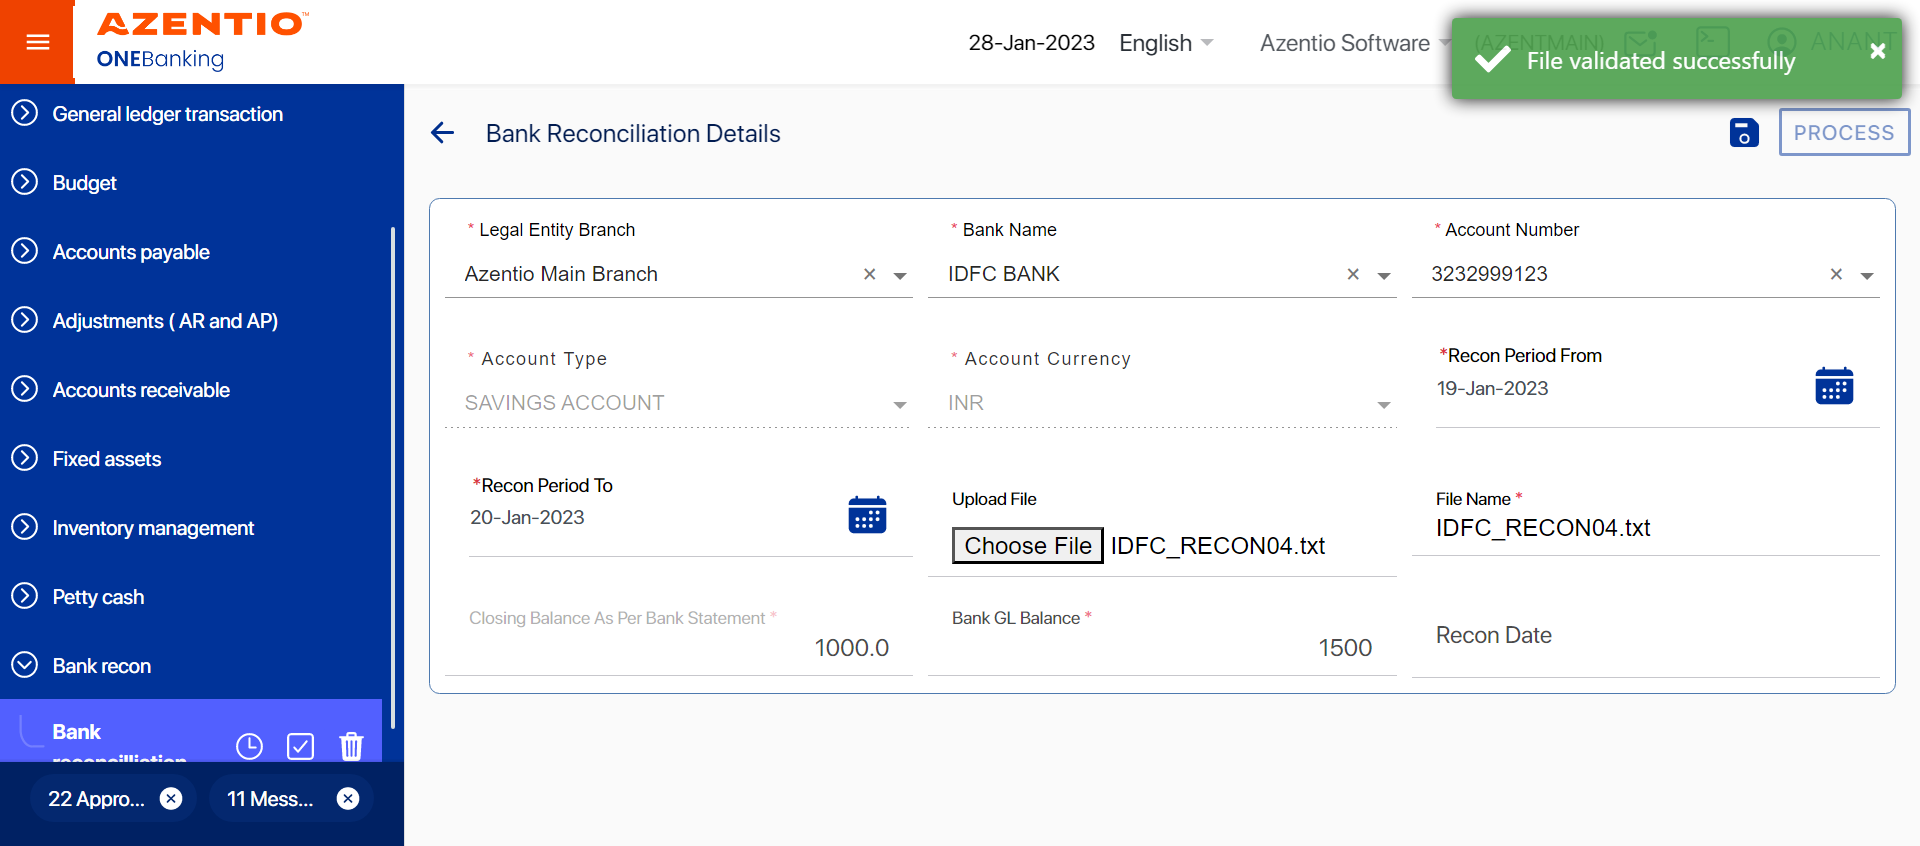 AZENTIO™
ONEBanking
28-Jan-2023
English
Azentio Software
(AZENTMAIN)
ANANT
File validated successfully
General ledger transaction
Budget
Accounts payable
Adjustments ( AR and AP)
Accounts receivable
Fixed assets
Inventory management
Petty cash
Bank recon
Bank
reconcilliation
22 Appro...
11 Mess...
Bank Reconciliation Details
PROCESS
* Legal Entity Branch
Azentio Main Branch
* Bank Name
IDFC BANK
* Account Number
3232999123
* Account Type
SAVINGS ACCOUNT
* Account Currency
INR
*Recon Period From
19-Jan-2023
*Recon Period To
20-Jan-2023
Upload File
Choose File IDFC_RECON04.txt
File Name *
IDFC_RECON04.txt
Closing Balance As Per Bank Statement *
1000.0
Bank GL Balance *
1500
Recon Date